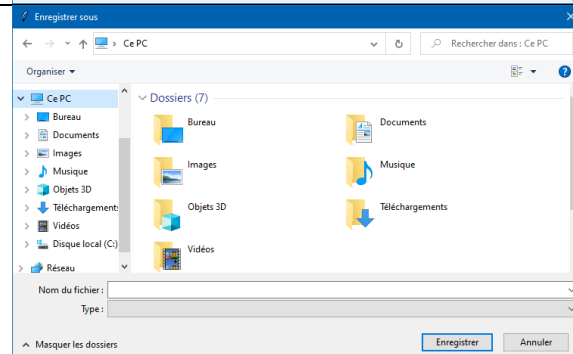 Enregistrer sous
Ce PC
Rechercher dans : Ce PC
Organiser
Ce PC
Bureau
Documents
Images
Musique
Objets 3D
Téléchargements
Vidéos
Disque local (C:)
Réseau
Dossiers (7)
Bureau
Documents
Images
Musique
Objets 3D
Téléchargements
Vidéos
Nom du fichier :
Type :
Masquer les dossiers
Enregistrer
Annuler